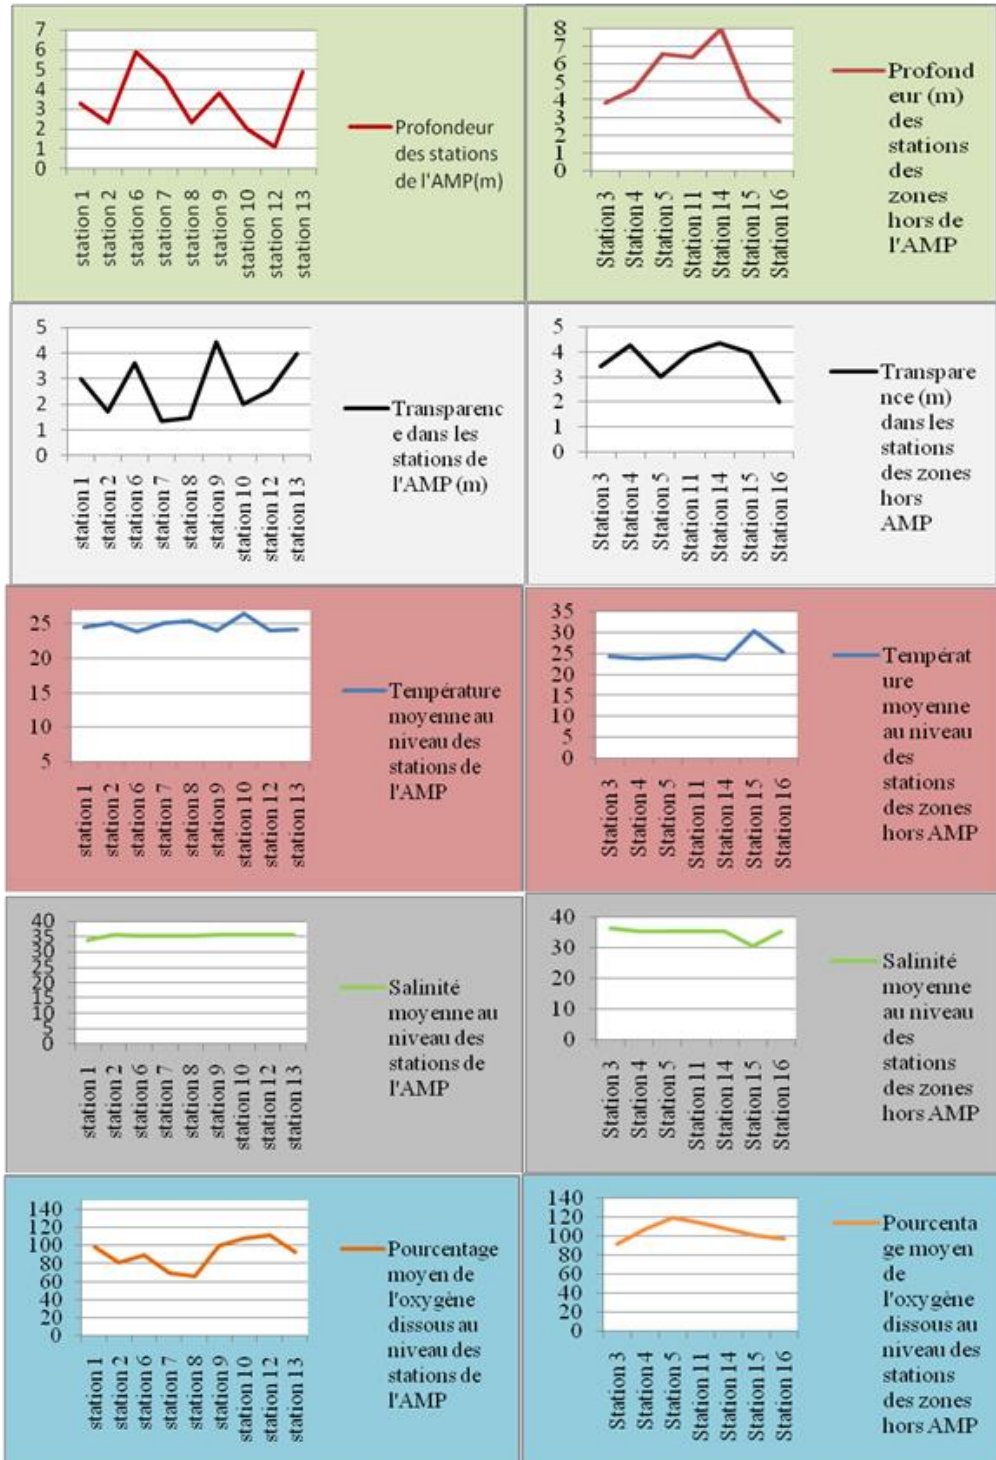 7
6
5
4
3
2
1
0
station 1
station 2
station 6
station 7
station 8
station 9
station 10
station 12
station 13
Profondeur
des stations
de l'AMP(m)
8
7
6
5
4
3
2
1
0
Station 3
Station 4
Station 5
Station 11
Station 14
Station 15
Station 16
Profond
eur (m)
des
stations
des
zones
hors de
l'AMP
5
4
3
2
1
0
station 1
station 2
station 6
station 7
station 8
station 9
station 10
station 12
station 13
Transparenc
e dans les
stations de
l'AMP (m)
5
4
3
2
1
0
Station 3
Station 4
Station 5
Station 11
Station 14
Station 15
Station 16
Transpare
nce (m)
dans les
stations
des zones
hors
AMP
25
20
15
10
5
station 1
station 2
station 6
station 7
station 8
station 9
station 10
station 12
station 13
Température
moyenne au
niveau des
stations de
l'AMP
35
30
25
20
15
10
5
0
Station 3
Station 4
Station 5
Station 11
Station 14
Station 15
Station 16
Températ
ure
moyenne
au niveau
des
stations
des zones
hors AMP
40
35
30
25
20
15
10
5
0
station 1
station 2
station 6
station 7
station 8
station 9
station 10
station 12
station 13
Salinité
moyenne au
niveau des
stations de
l'AMP
40
30
20
10
0
Station 3
Station 4
Station 5
Station 11
Station 14
Station 15
Station 16
Salinité
moyenne
au niveau
des
stations
des zones
hors AMP
140
120
100
80
60
40
20
0
station 1
station 2
station 6
station 7
station 8
station 9
station 10
station 12
station 13
Pourcentage
moyen de
l'oxygène
dissous au
niveau des
stations de
l'AMP
140
120
100
80
60
40
20
0
Station 3
Station 4
Station 5
Station 11
Station 14
Station 15
Station 16
Pourcenta
ge moyen
de
l'oxygène
dissous au
niveau des
stations
des zones
hors AMP